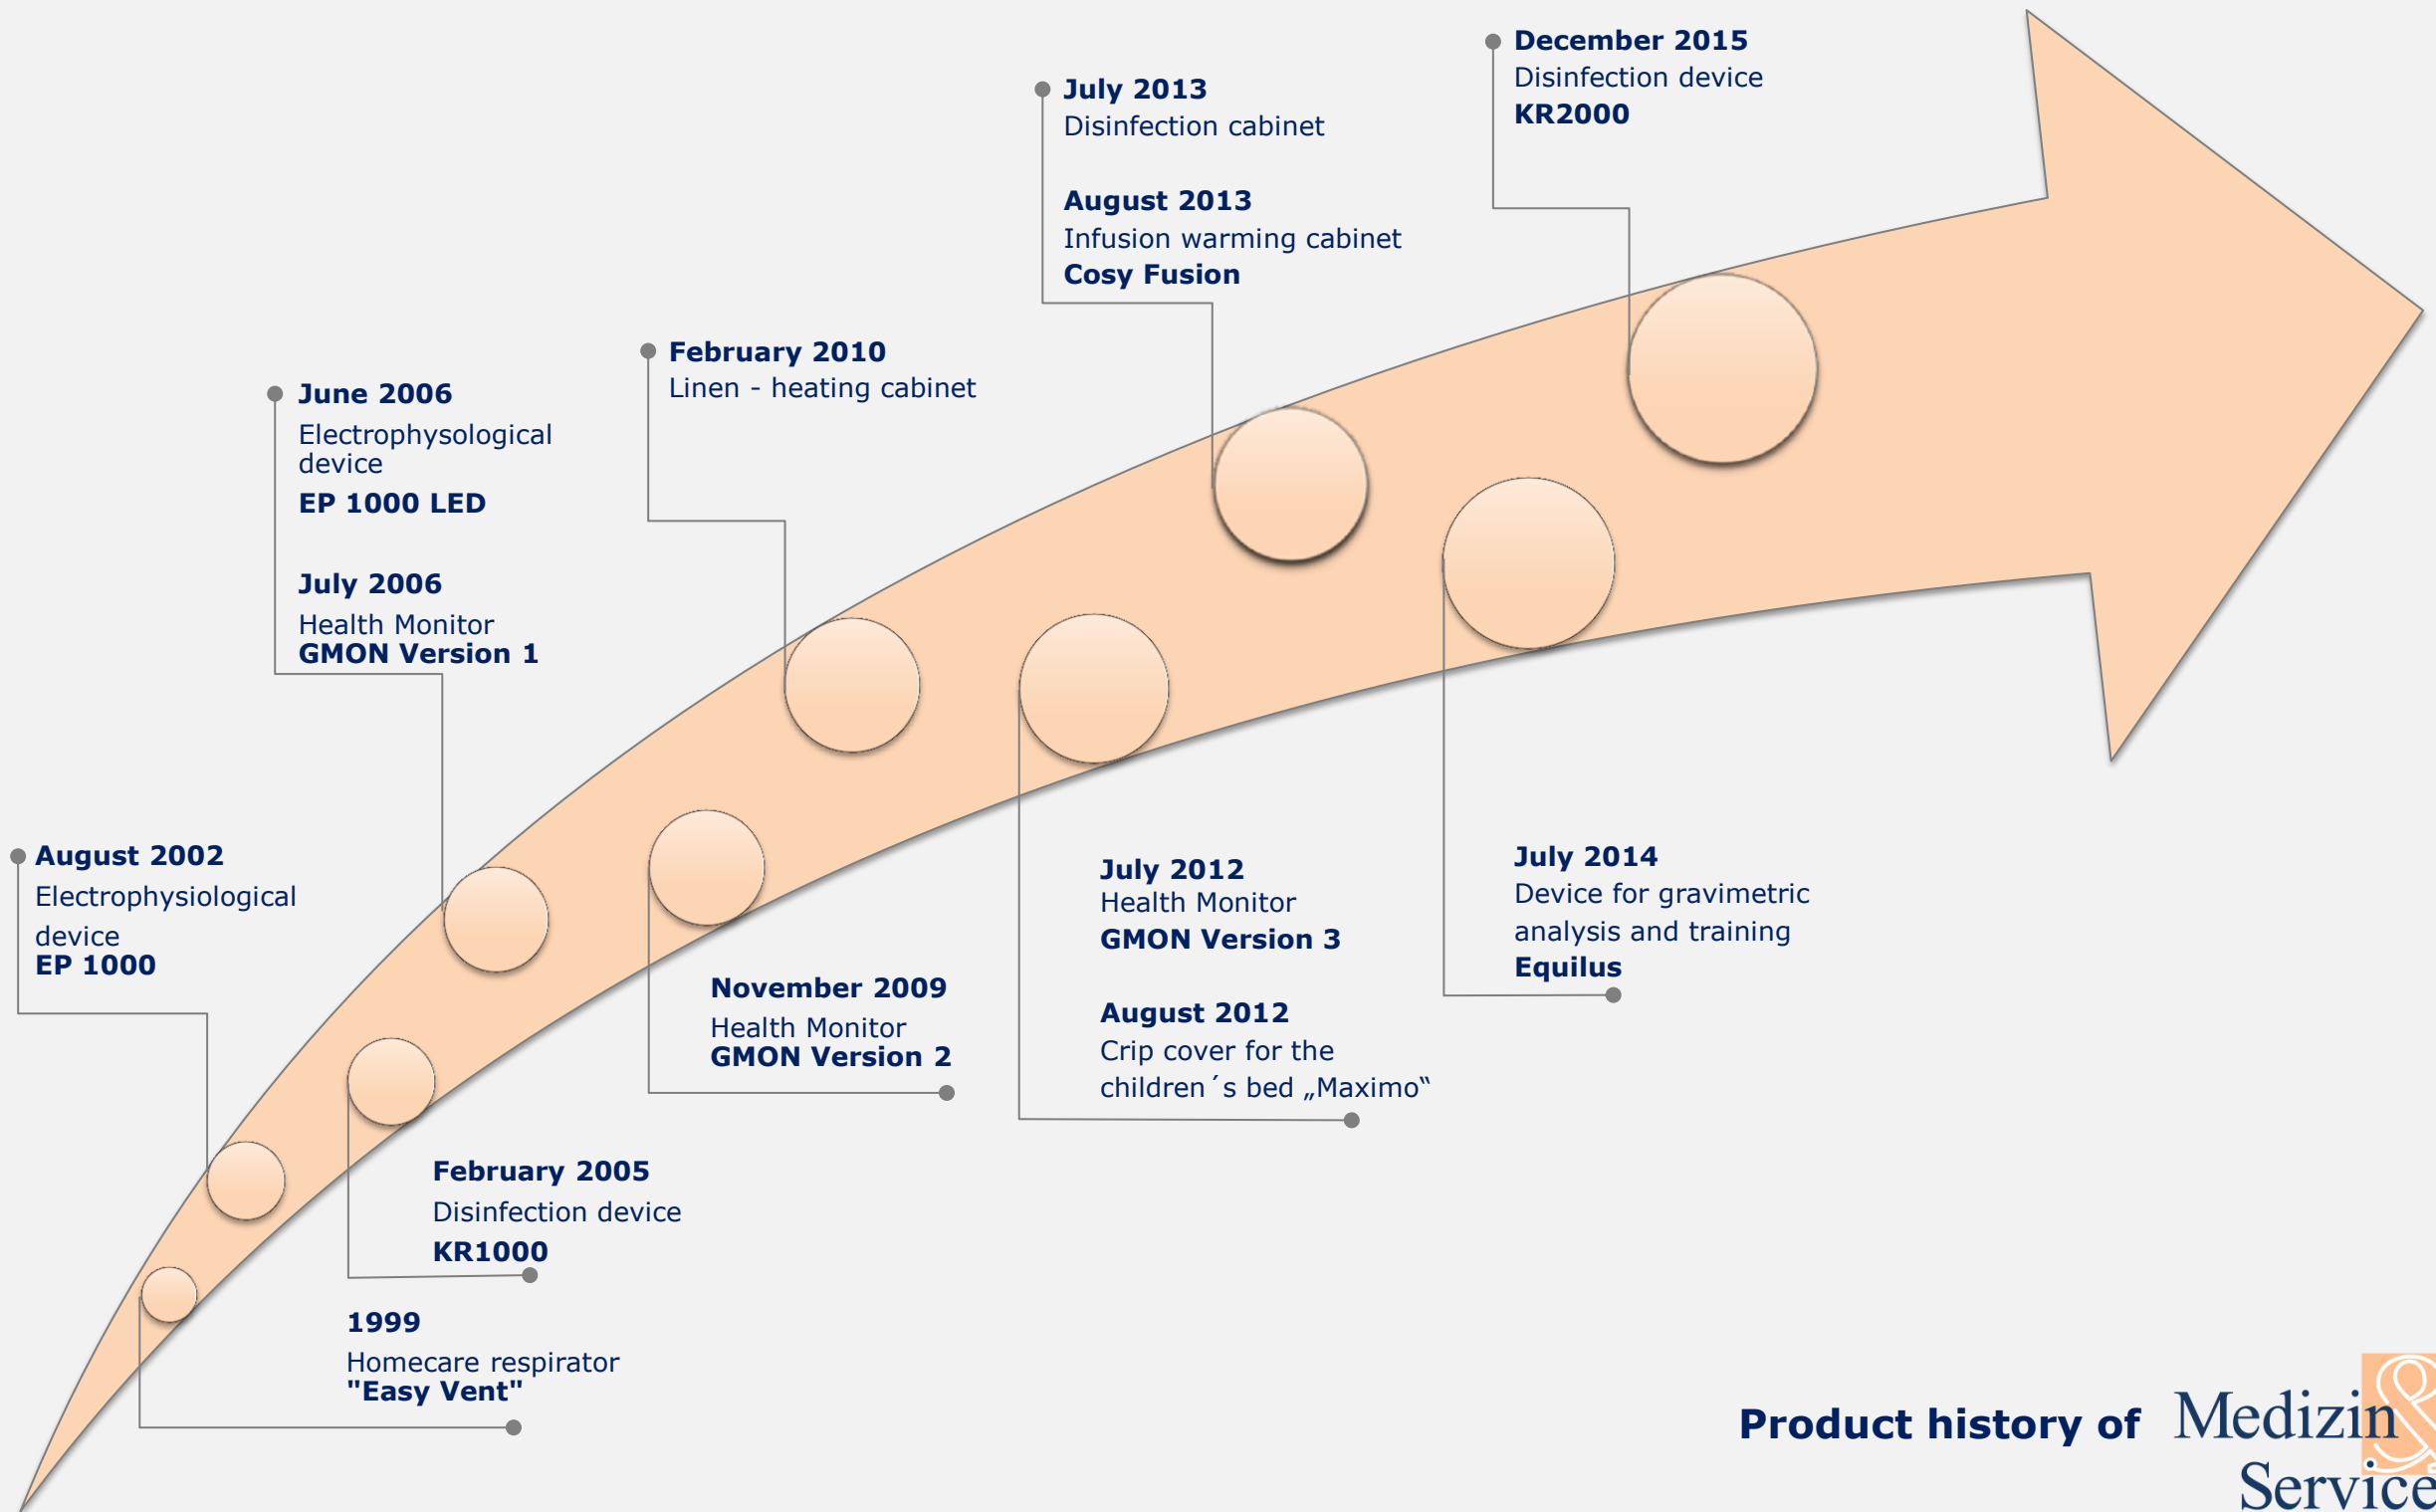 December 2015
Disinfection device
KR2000
July 2013
Disinfection cabinet
August 2013
Infusion warming cabinet
Cosy Fusion
February 2010
Linen - heating cabinet
June 2006
Electrophysological
device
EP 1000 LED
July 2006
Health Monitor
GMON Version 1
August 2002
Electrophysiological
device
EP 1000
July 2012
Health Monitor
GMON Version 3
August 2012
Crip cover for the
children´s bed „Maximo“
July 2014
Device for gravimetric
analysis and training
Equilus
November 2009
Health Monitor
GMON Version 2
February 2005
Disinfection device
KR1000
1999
Homecare respirator
"Easy Vent"
Product history of
Medizin &
Service